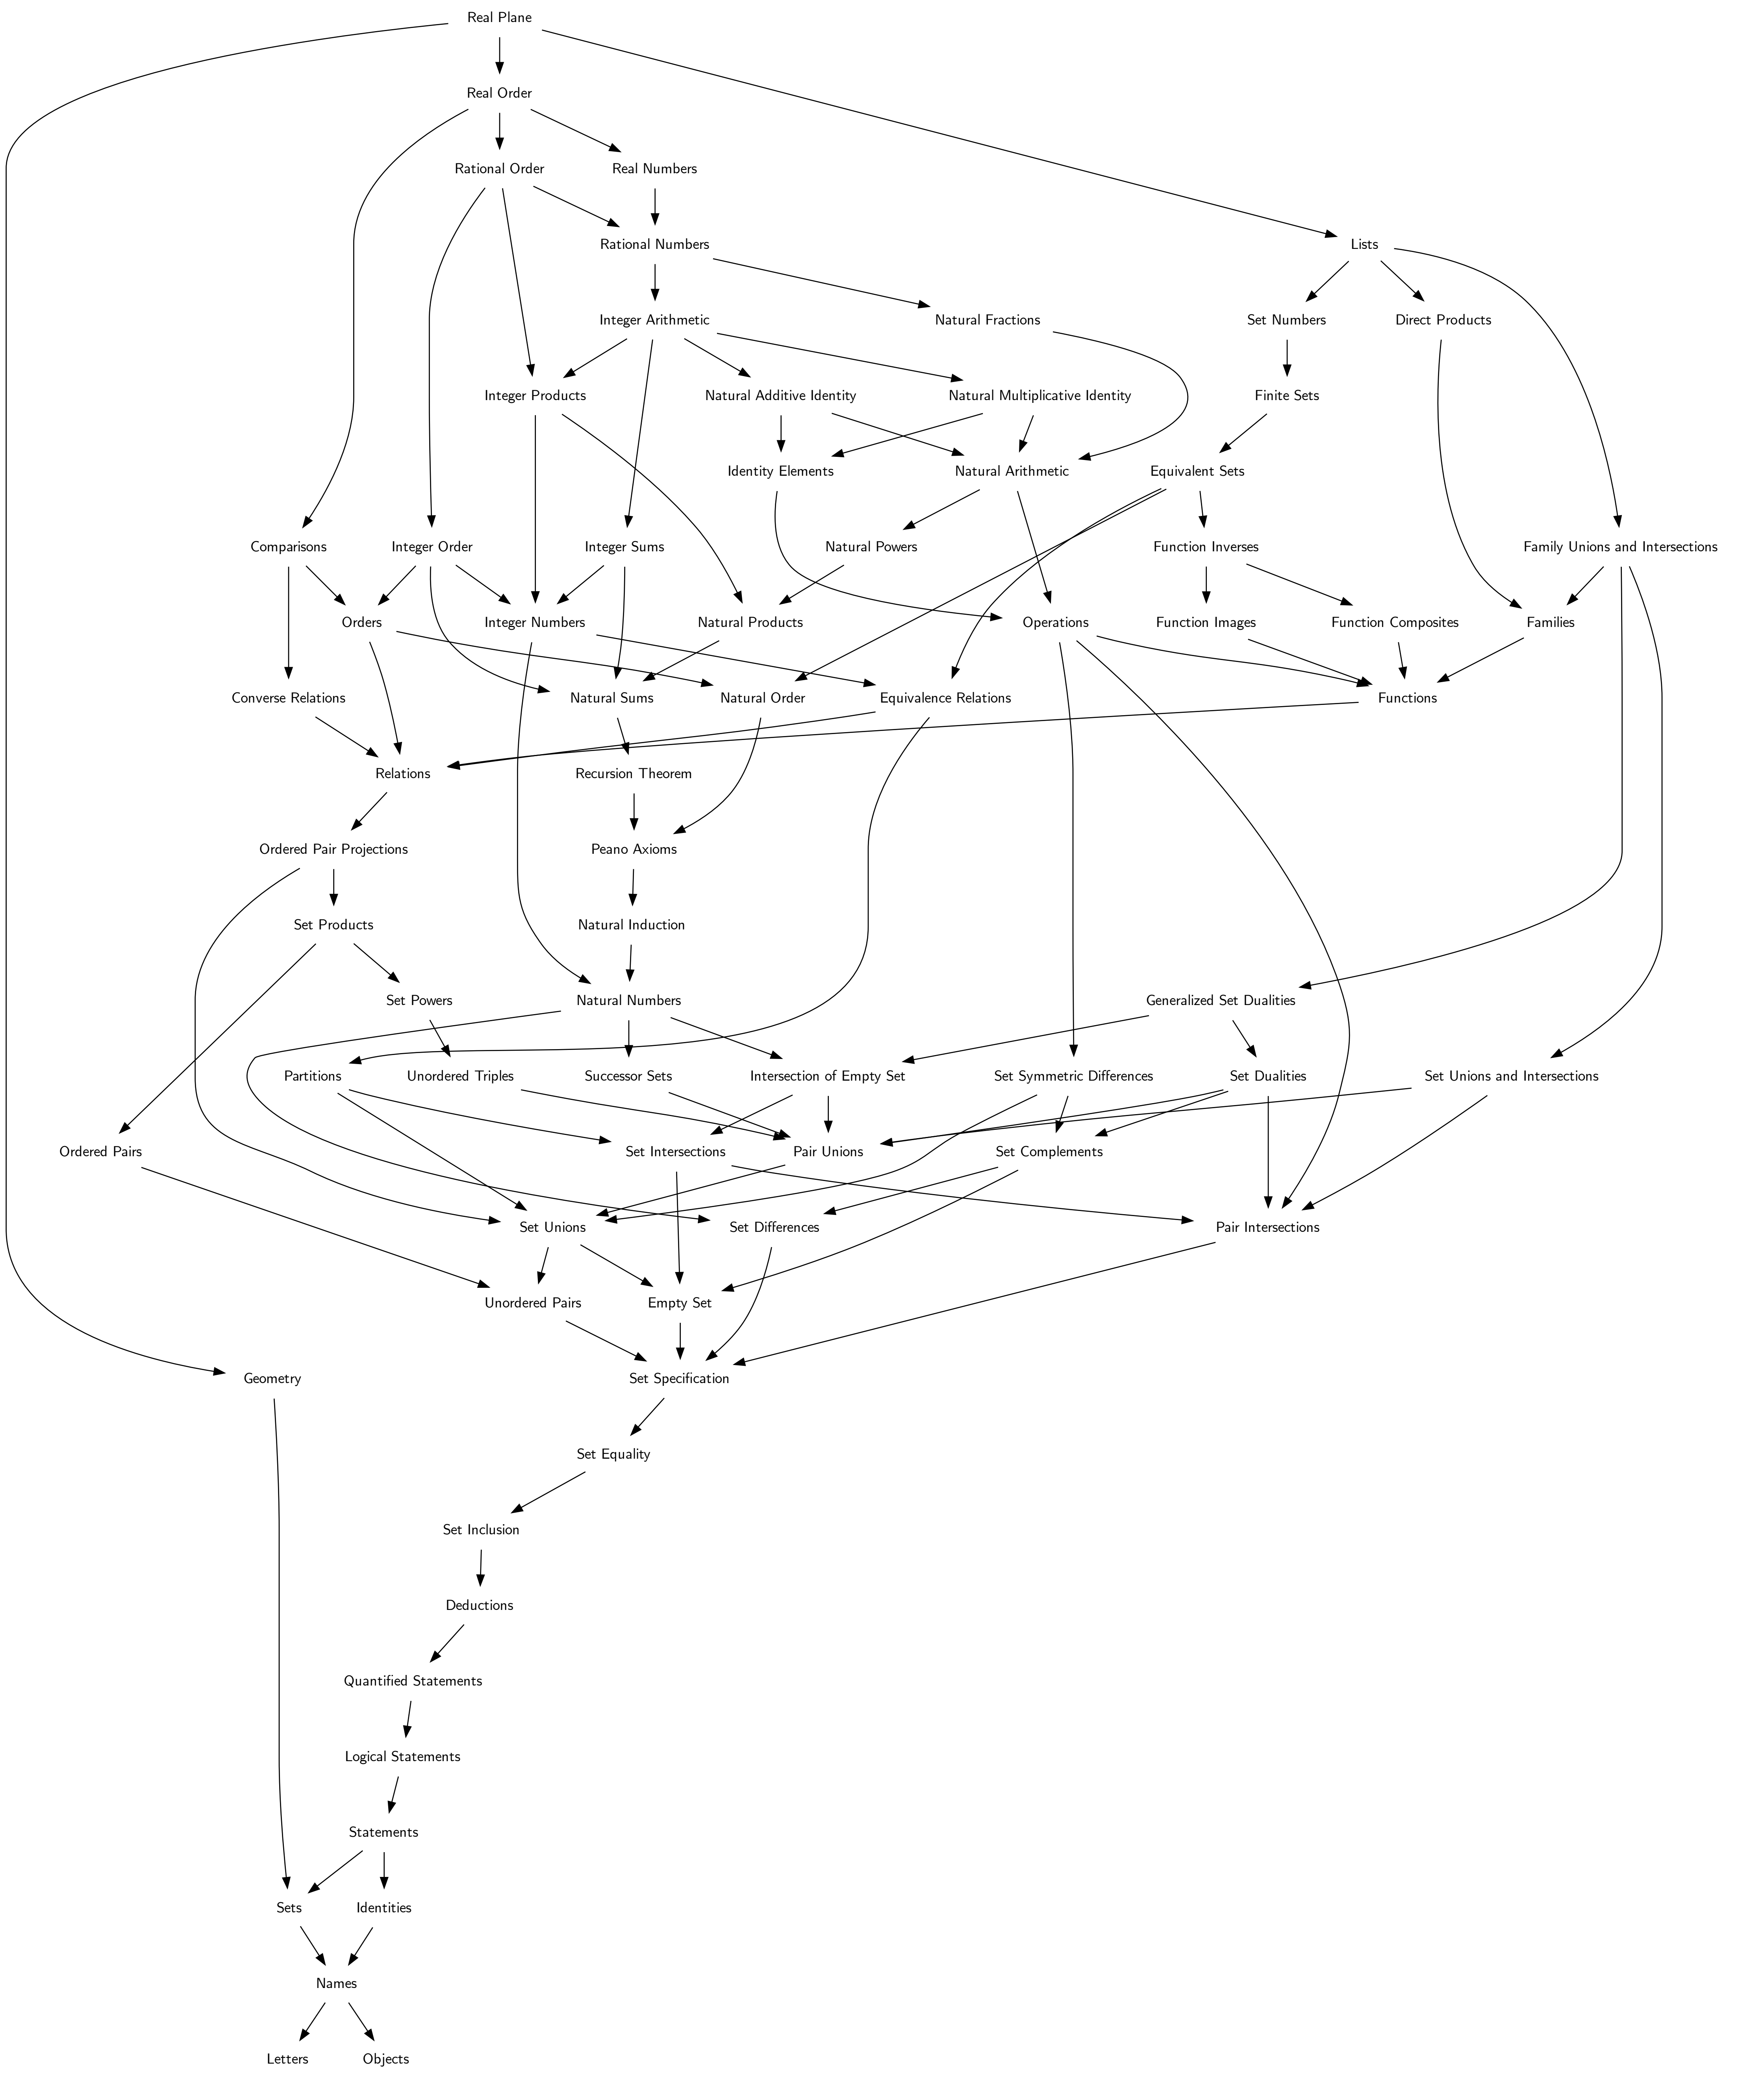 Real Plane
Real Order
Rational Order
Real Numbers
Rational Numbers
Lists
Integer Arithmetic
Natural Fractions
Set Numbers
Direct Products
Integer Products
Natural Additive Identity
Natural Multiplicative Identity
Finite Sets
Identity Elements
Natural Arithmetic
Equivalent Sets
Comparisons
Integer Order
Integer Sums
Natural Powers
Function Inverses
Family Unions and Intersections
Orders
Integer Numbers
Natural Products
Operations
Function Images
Function Composites
Families
Converse Relations
Natural Sums
Natural Order
Equivalence Relations
Functions
Relations
Recursion Theorem
Ordered Pair Projections
Peano Axioms
Set Products
Natural Induction
Set Powers
Natural Numbers
Generalized Set Dualities
Partitions
Unordered Triples
Successor Sets
Intersection of Empty Set
Set Symmetric Differences
Set Dualities
Set Unions and Intersections
Ordered Pairs
Set Intersections
Pair Unions
Set Complements
Set Unions
Set Differences
Pair Intersections
Unordered Pairs
Empty Set
Geometry
Set Specification
Set Equality
Set Inclusion
Deductions
Quantified Statements
Logical Statements
Statements
Sets
Identities
Names
Letters
Objects